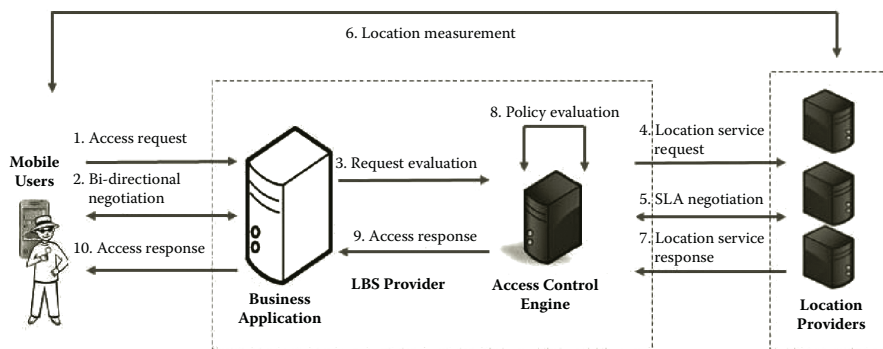 6. Location measurement
8. Policy evaluation
1. Access request
4. Location service
request
Mobile
Users
3. Request evaluation
2. Bi-directional
negotiation
5. SLA negotiation
10. Access response
9. Access response
7. Location service
response
Business
Application
LBS Provider
Access Control
Engine
Location
Providers